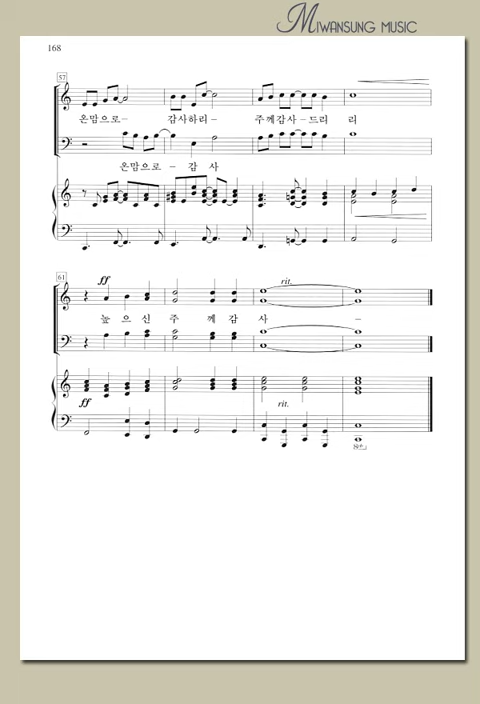 MIWANSUNG MUSIC
168
57
온맘으로- 감사하리- 주께감사-드리 리
온맘으로 - 감 사
61
ff
rit.
높 으 신 주 께 감 사 -
ff
rit.